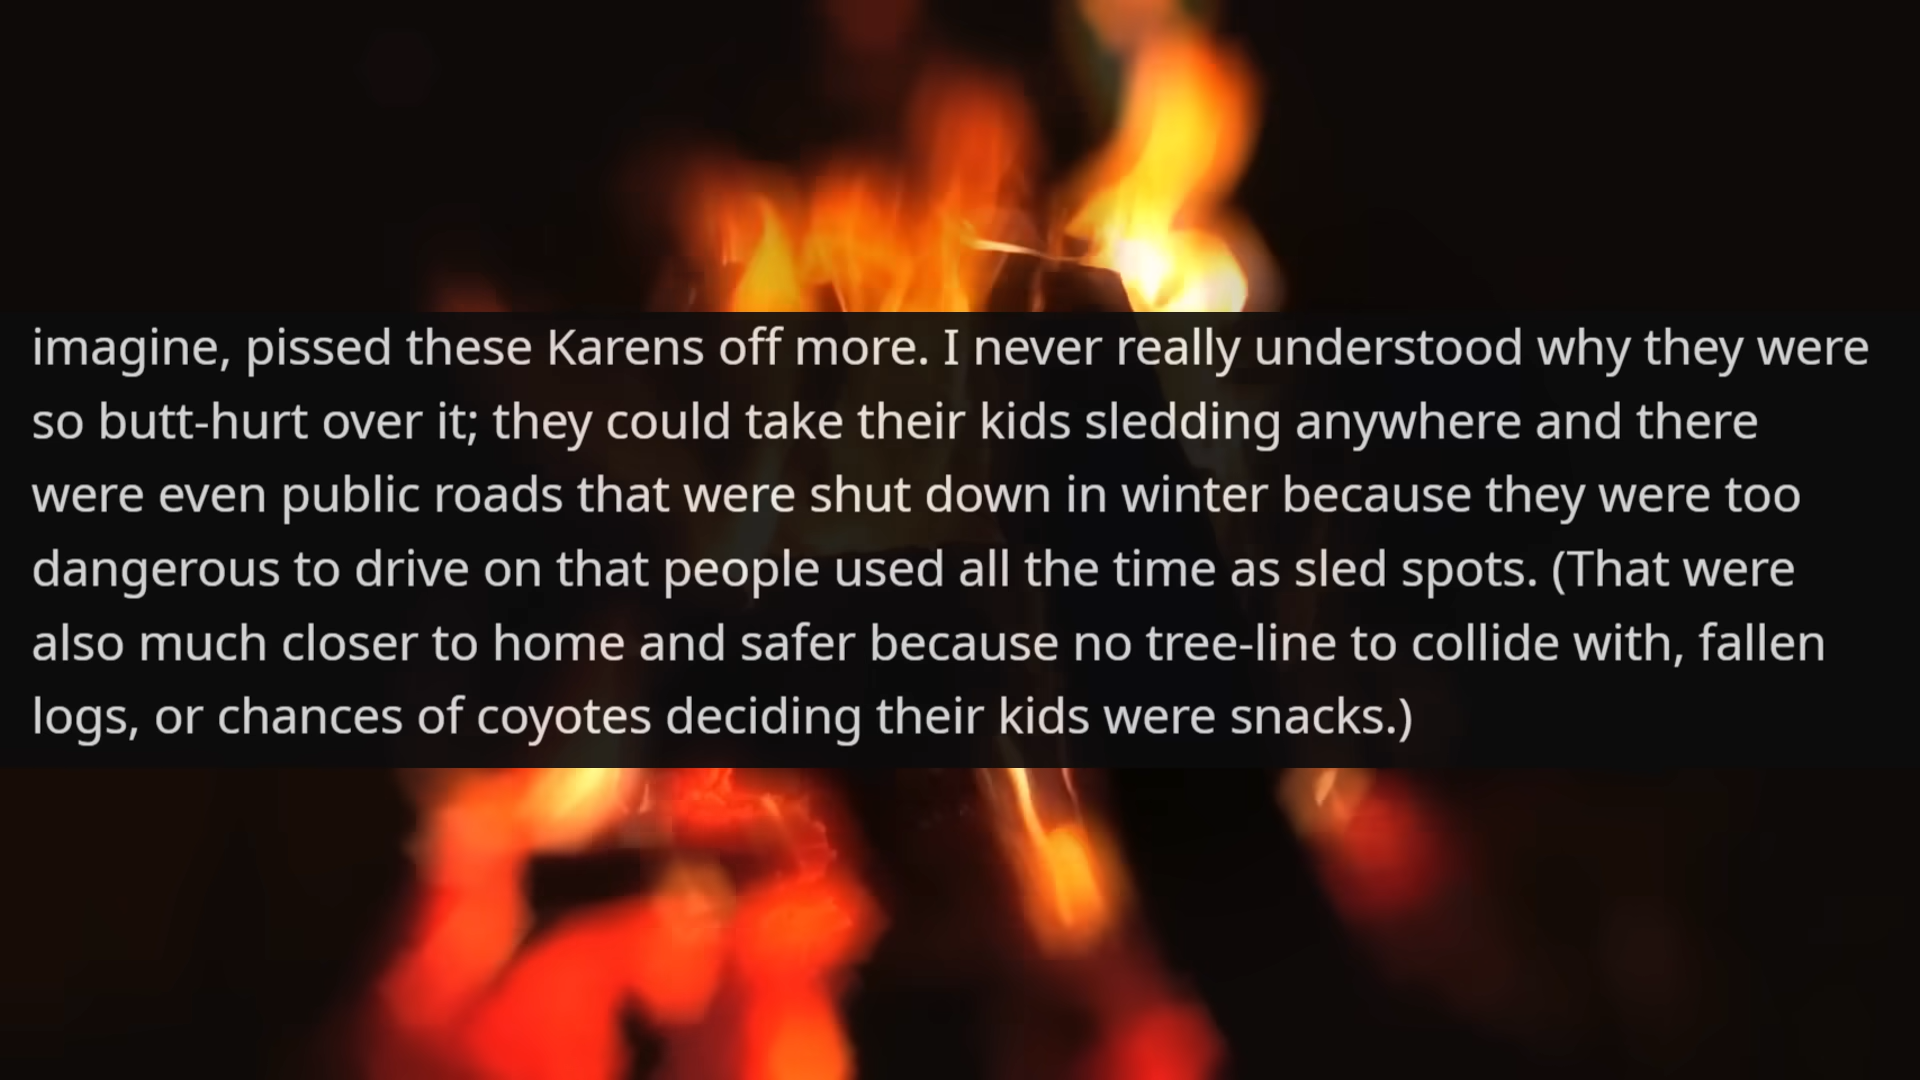 imagine, pissed these Karens off more. I never really understood why they were
so butt-hurt over it; they could take their kids sledding anywhere and there
were even public roads that were shut down in winter because they were too
dangerous to drive on that people used all the time as sled spots. (That were
also much closer to home and safer because no tree-line to collide with, fallen
logs, or chances of coyotes deciding their kids were snacks.)